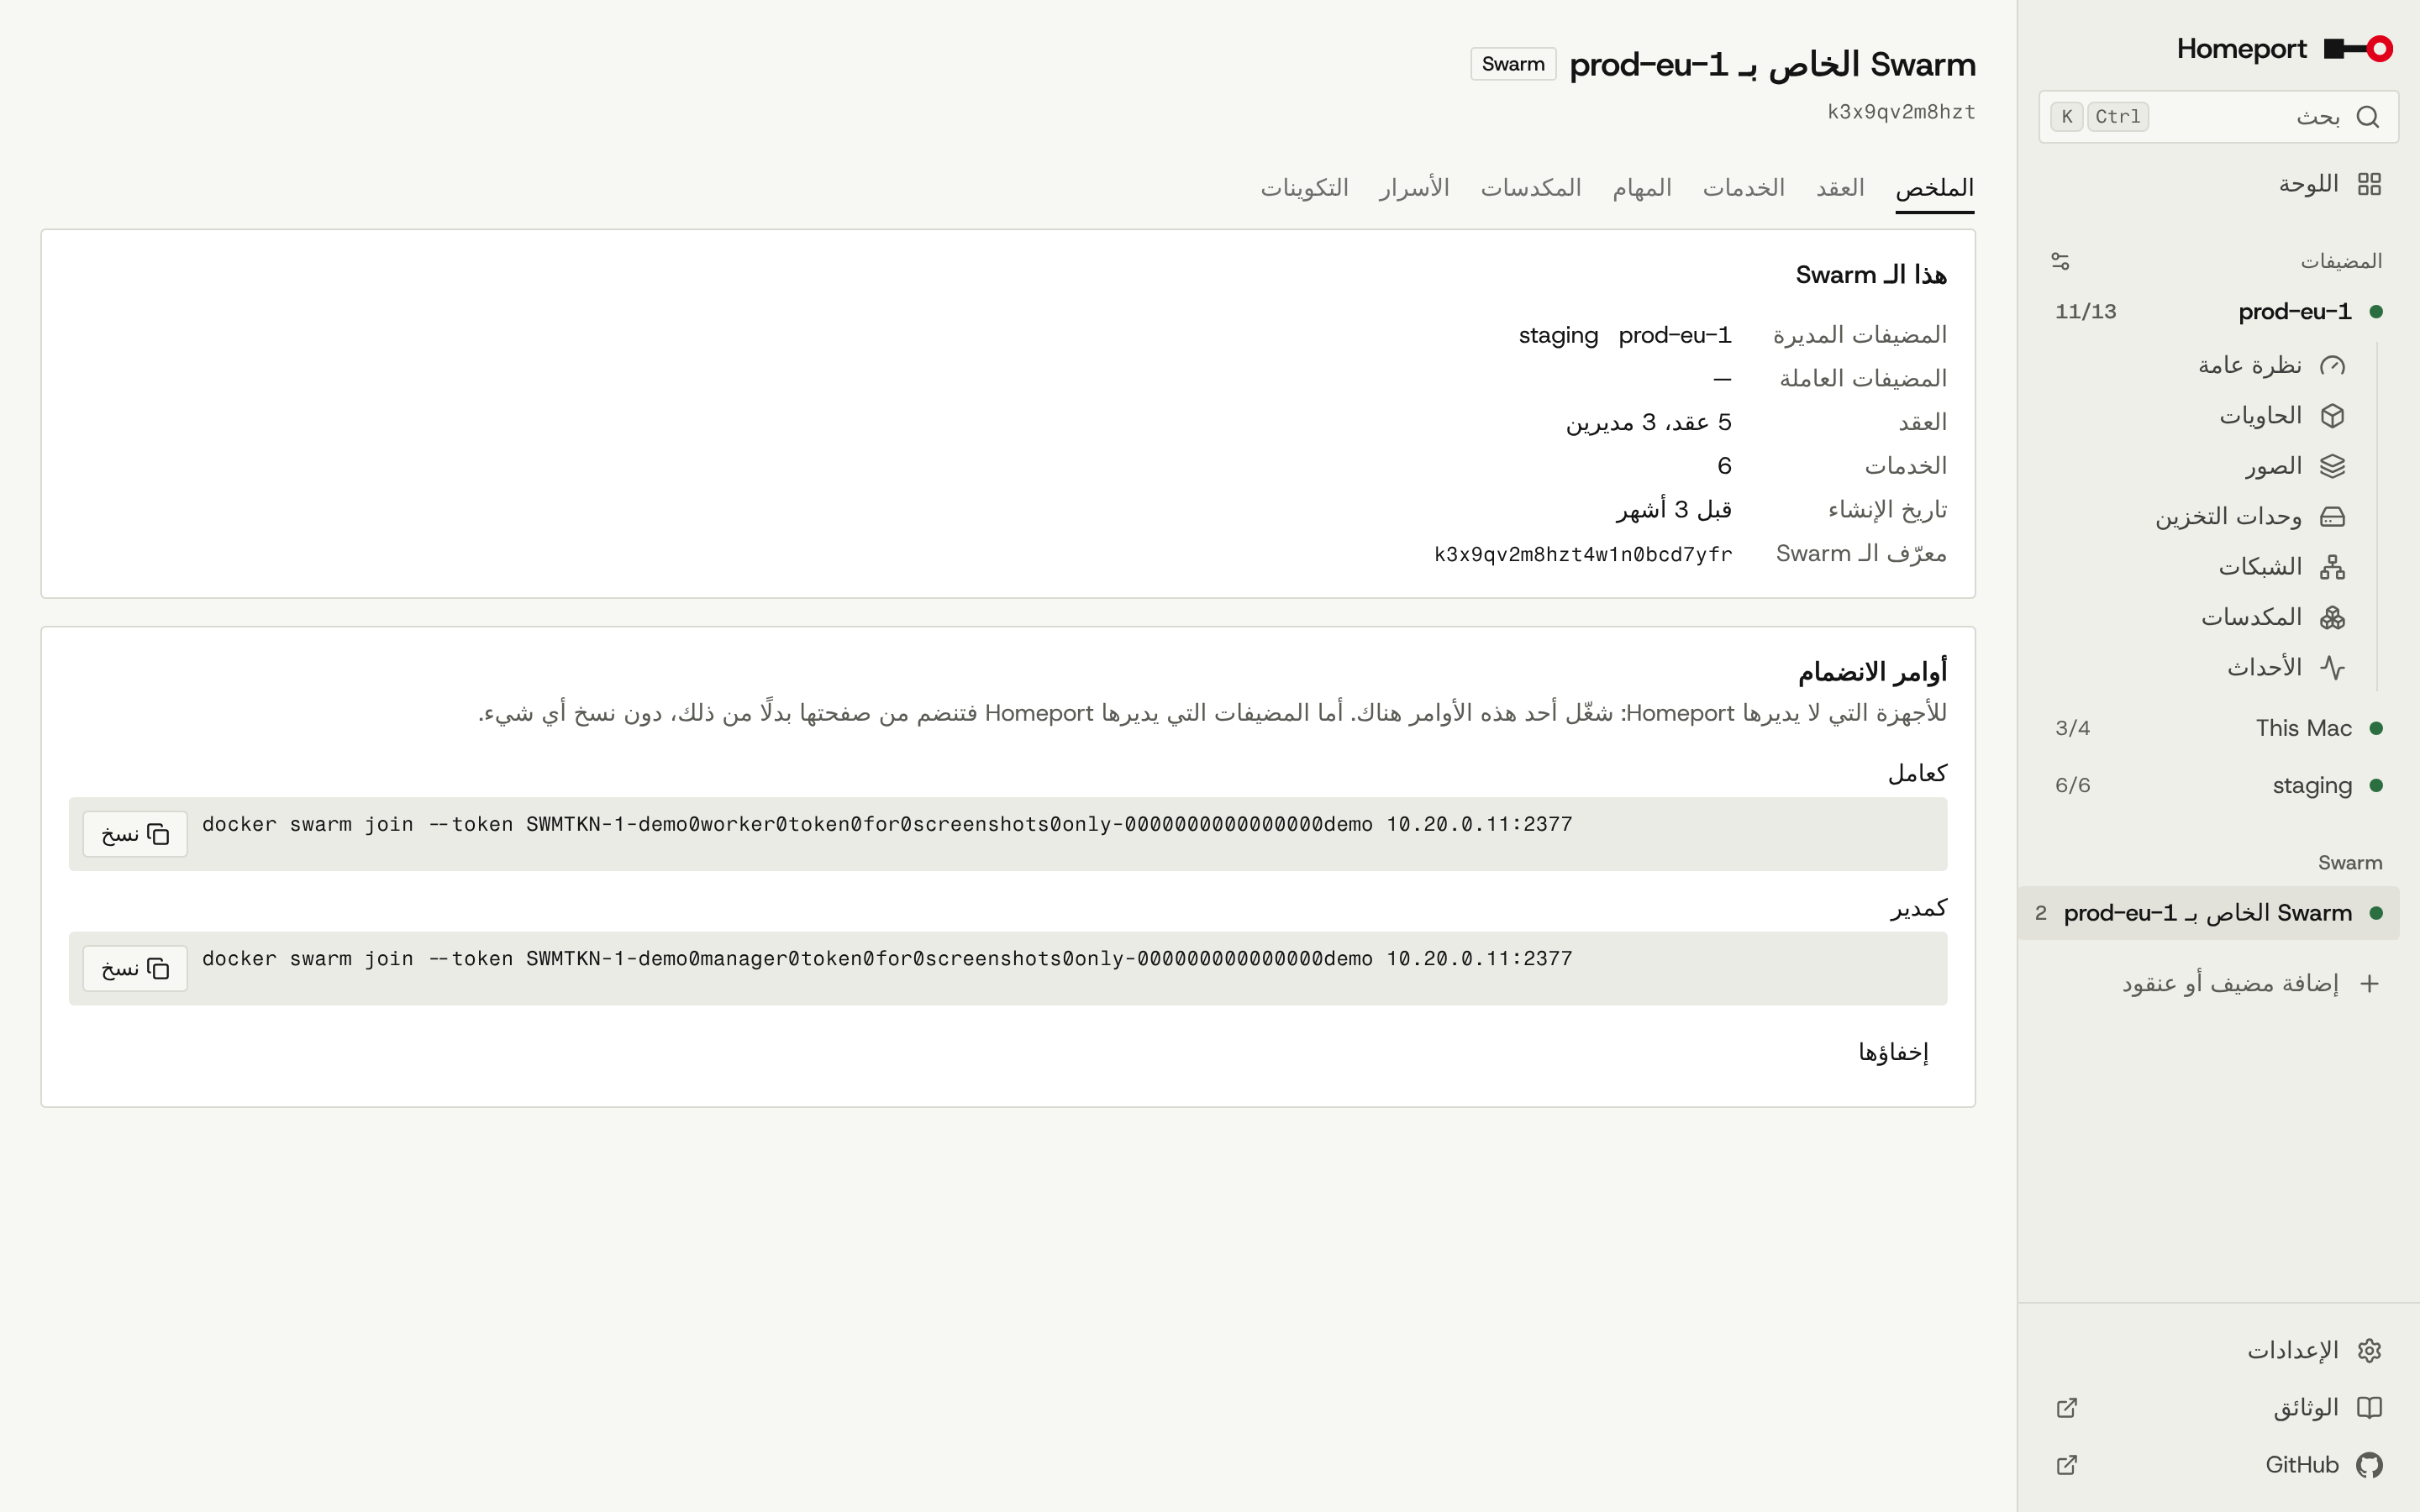 Homeport
بحث Ctrl K
اللوحة
المضيفات
prod-eu-1 11/13
نظرة عامة
الحاويات
الصور
وحدات التخزين
الشبكات
المكدسات
الأحداث
This Mac 3/4
staging 6/6
Swarm
Swarm الخاص بـ prod-eu-1 2
إضافة مضيف أو عنقود
الإعدادات
الوثائق
GitHub
Swarm الخاص بـ prod-eu-1 Swarm
k3x9qv2m8hzt
الملخص العقد الخدمات المهام المكدسات الأسرار التكوينات
هذا الـ Swarm
المضيفات المديرة prod-eu-1 staging
المضيفات العاملة —
العقد 5 عقد، 3 مديرين
الخدمات 6
تاريخ الإنشاء قبل 3 أشهر
معرّف الـ Swarm k3x9qv2m8hzt4w1n0bcd7yfr
أوامر الانضمام
للأجهزة التي لا يديرها Homeport: شغّل أحد هذه الأوامر هناك. أما المضيفات التي يديرها Homeport فتنضم من صفحتها بدلًا من ذلك، دون نسخ أي شيء.
كعامل
docker swarm join --token SWMTKN-1-demo0worker0token0for0screenshots0only-0000000000000000demo 10.20.0.11:2377 نسخ
كمدير
docker swarm join --token SWMTKN-1-demo0manager0token0for0screenshots0only-000000000000000demo 10.20.0.11:2377 نسخ
إخفاؤها